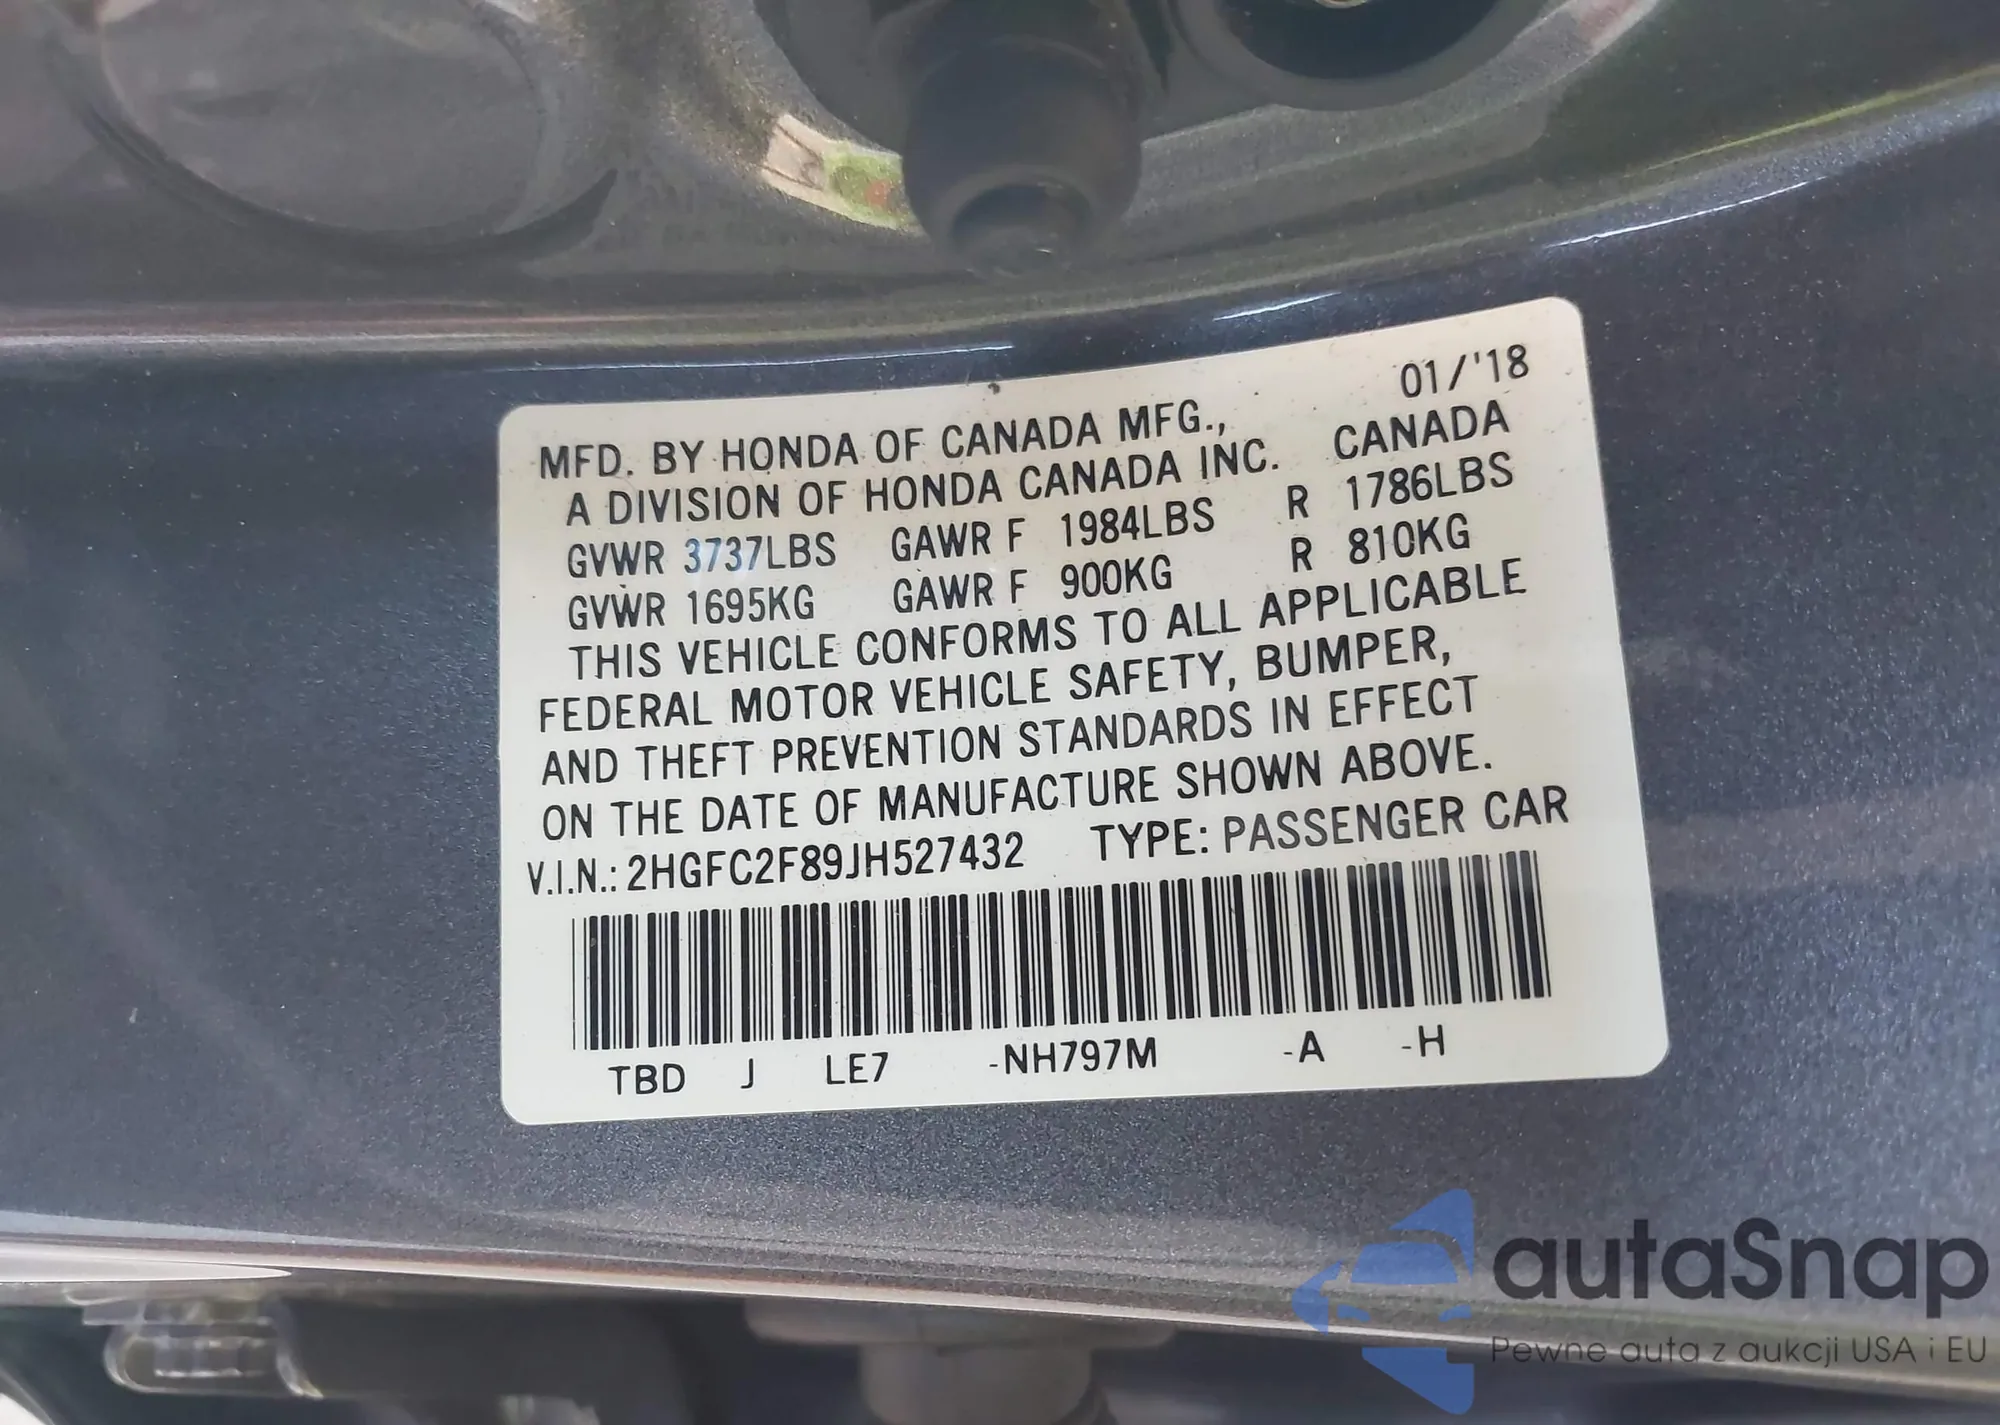 01/'18
MFD. BY HONDA OF CANADA MFG.,
A DIVISION OF HONDA CANADA INC. CANADA
GVWR 3737LBS GAWR F 1984LBS R 1786LBS
GVWR 1695KG GAWR F 900KG R 810KG
THIS VEHICLE CONFORMS TO ALL APPLICABLE
FEDERAL MOTOR VEHICLE SAFETY, BUMPER,
AND THEFT PREVENTION STANDARDS IN EFFECT
ON THE DATE OF MANUFACTURE SHOWN ABOVE.
V.I.N.: 2HGFC2F89JH527432 TYPE: PASSENGER CAR
TBD J LE7 -NH797M -A -H
autaSnap
Pewne auta z aukcji USA i EU